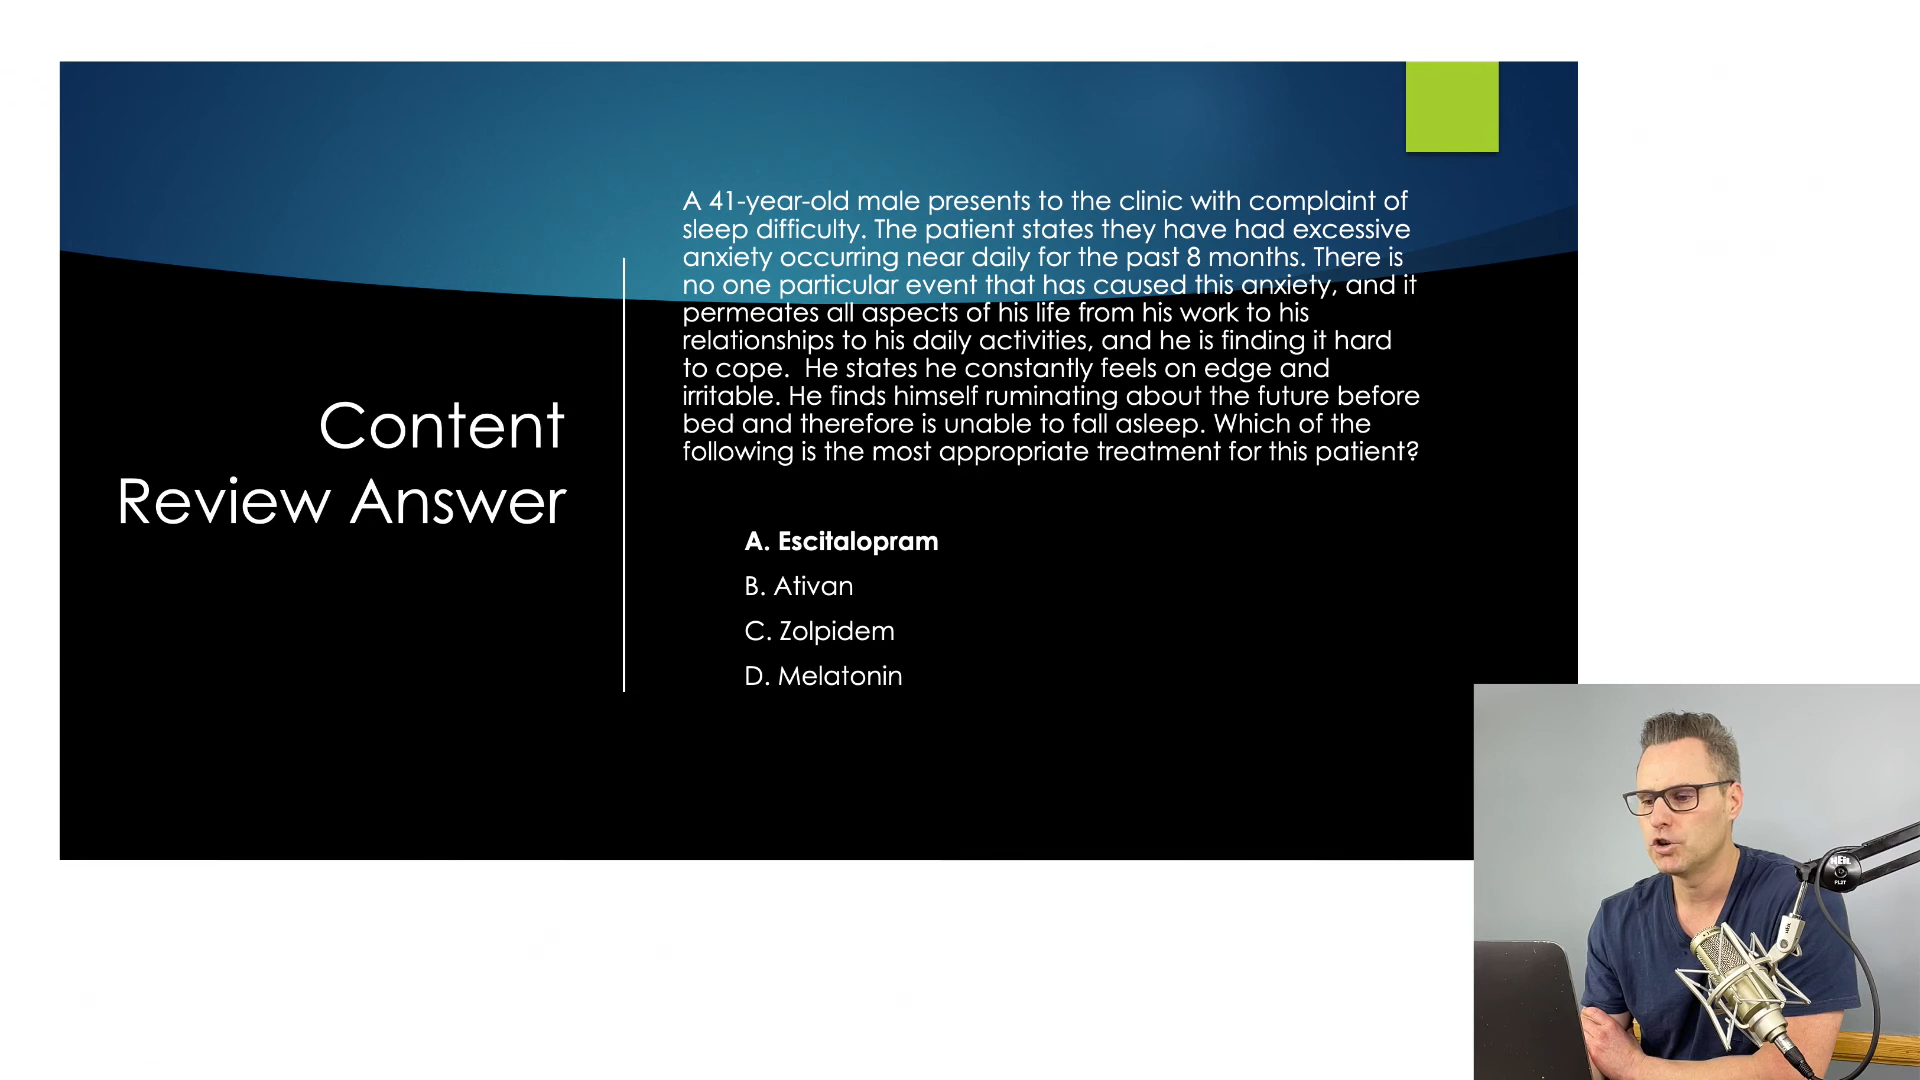 Content
Review Answer
A 41-year-old male presents to the clinic with complaint of
sleep difficulty. The patient states they have had excessive
anxiety occurring near daily for the past 8 months. There is
no one particular event that has caused this anxiety, and it
permeates all aspects of his life from his work to his
relationships to his daily activities, and he is finding it hard
to cope.  He states he constantly feels on edge and
irritable. He finds himself ruminating about the future before
bed and therefore is unable to fall asleep. Which of the
following is the most appropriate treatment for this patient?
A. Escitalopram
B. Ativan
C. Zolpidem
D. Melatonin